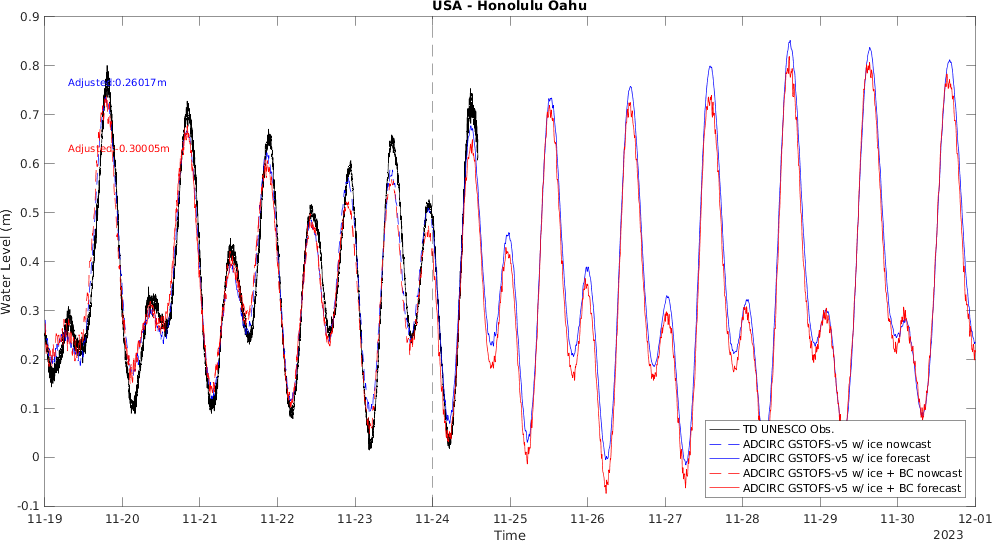 USA - Honolulu Oahu
Water Level (m)
0.9
0.8
0.7
0.6
0.5
0.4
0.3
0.2
0.1
0
-0.1
Adjusted:0.26017m
Adjusted:-0.30005m
TD UNESCO Obs.
ADCIRC GSTOFS-v5 w/ ice nowcast
ADCIRC GSTOFS-v5 w/ ice forecast
ADCIRC GSTOFS-v5 w/ ice + BC nowcast
ADCIRC GSTOFS-v5 w/ ice + BC forecast
11-19 11-20 11-21 11-22 11-23 11-24 11-25 11-26 11-27 11-28 11-29 11-30 12-01
Time
2023